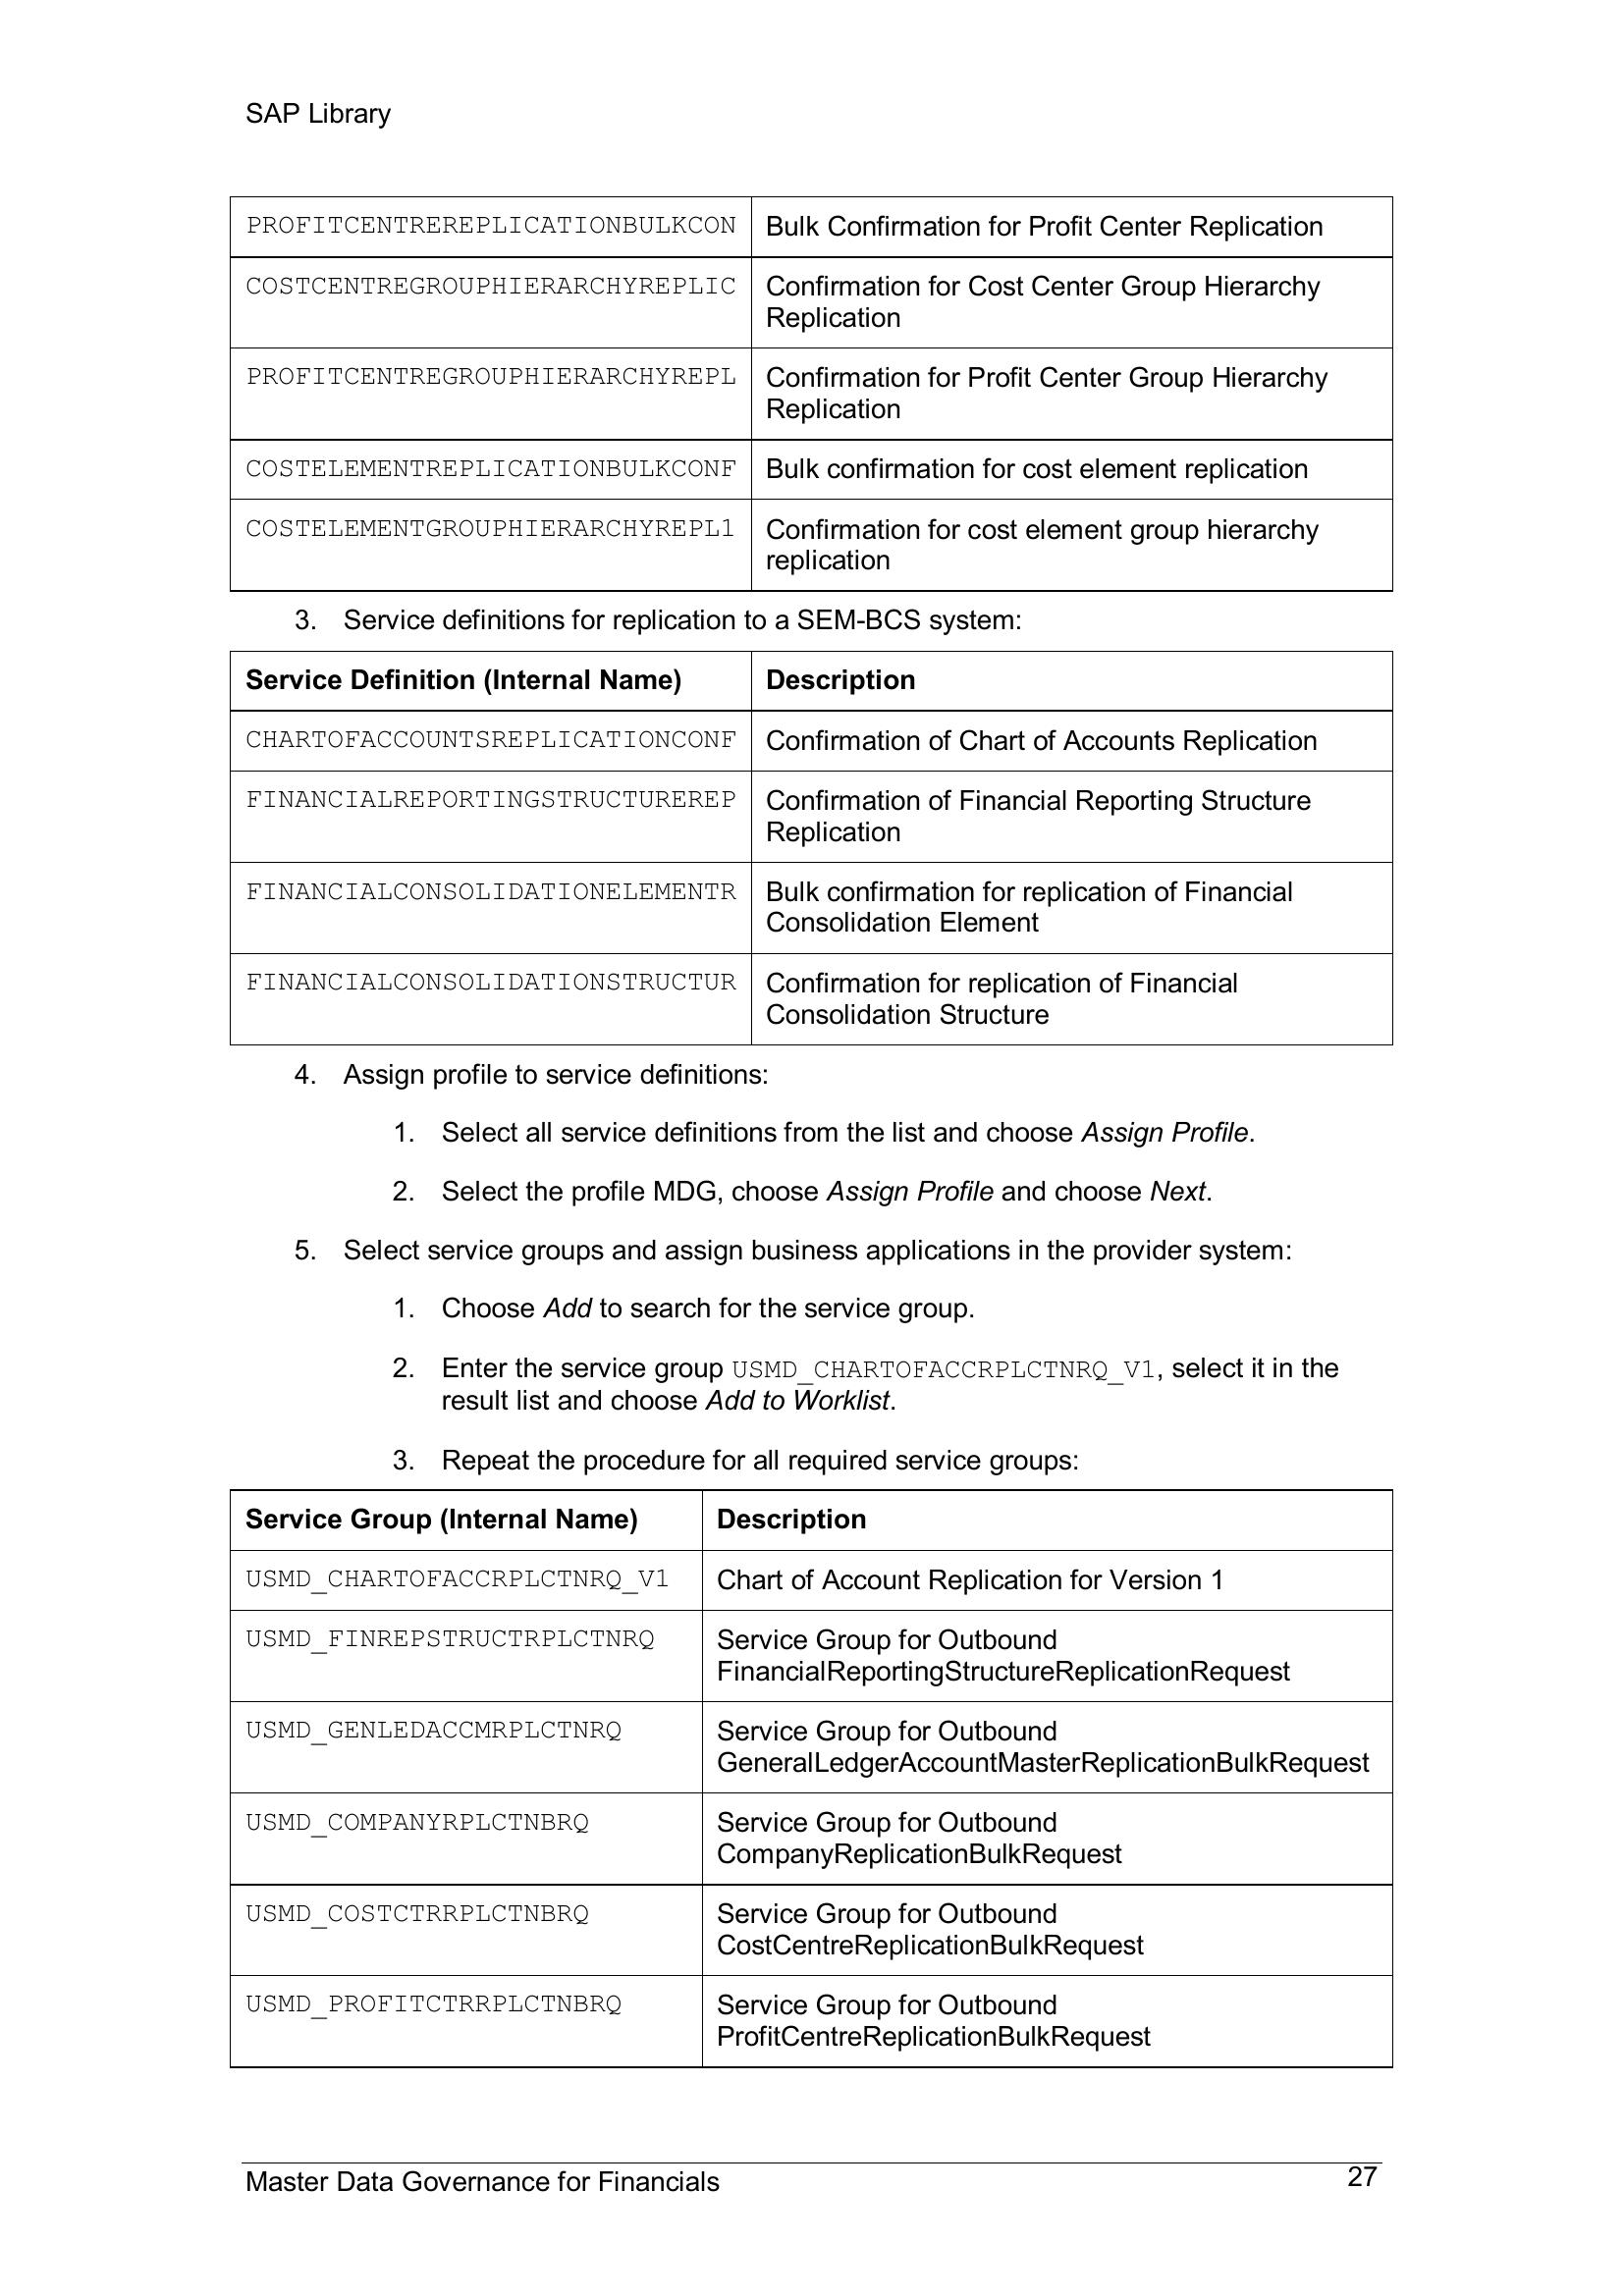 SAP Library
PROFITCENTREREPLICATIONBULKCON Bulk Confirmation for Profit Center Replication
COSTCENTREGROUPHIERARCHYREPLIC Confirmation for Cost Center Group Hierarchy
Replication
PROFITCENTREGROUPHIERARCHYREPL Confirmation for Profit Center Group Hierarchy
Replication
COSTELEMENTREPLICATIONBULKCONF Bulk confirmation for cost element replication
COSTELEMENTGROUPHIERARCHYREPL1 Confirmation for cost element group hierarchy
replication
3. Service definitions for replication to a SEM-BCS system:
Service Definition (Internal Name) Description
CHARTOFACCOUNTSREPLICATIONCONF Confirmation of Chart of Accounts Replication
FINANCIALREPORTINGSTRUCTUREREP Confirmation of Financial Reporting Structure
Replication
FINANCIALCONSOLIDATIONELEMENTR Bulk confirmation for replication of Financial
Consolidation Element
FINANCIALCONSOLIDATIONSTRUCTUR Confirmation for replication of Financial
Consolidation Structure
4. Assign profile to service definitions:
1. Select all service definitions from the list and choose Assign Profile.
2. Select the profile MDG, choose Assign Profile and choose Next.
5. Select service groups and assign business applications in the provider system:
1. Choose Add to search for the service group.
2. Enter the service group USMD_CHARTOFACCRPLCTNRQ_V1, select it in the
result list and choose Add to Worklist.
3. Repeat the procedure for all required service groups:
Service Group (Internal Name) Description
USMD_CHARTOFACCRPLCTNRQ_V1 Chart of Account Replication for Version 1
USMD_FINREPSTRUCTRPLCTNRQ Service Group for Outbound
FinancialReportingStructureReplicationRequest
USMD_GENLEDACCMRPLCTNRQ Service Group for Outbound
GeneralLedgerAccountMasterReplicationBulkRequest
USMD_COMPANYRPLCTNBRQ Service Group for Outbound
CompanyReplicationBulkRequest
USMD_COSTCTRRPLCTNBRQ Service Group for Outbound
CostCentreReplicationBulkRequest
USMD_PROFITCTRRPLCTNBRQ Service Group for Outbound
ProfitCentreReplicationBulkRequest
Master Data Governance for Financials 27